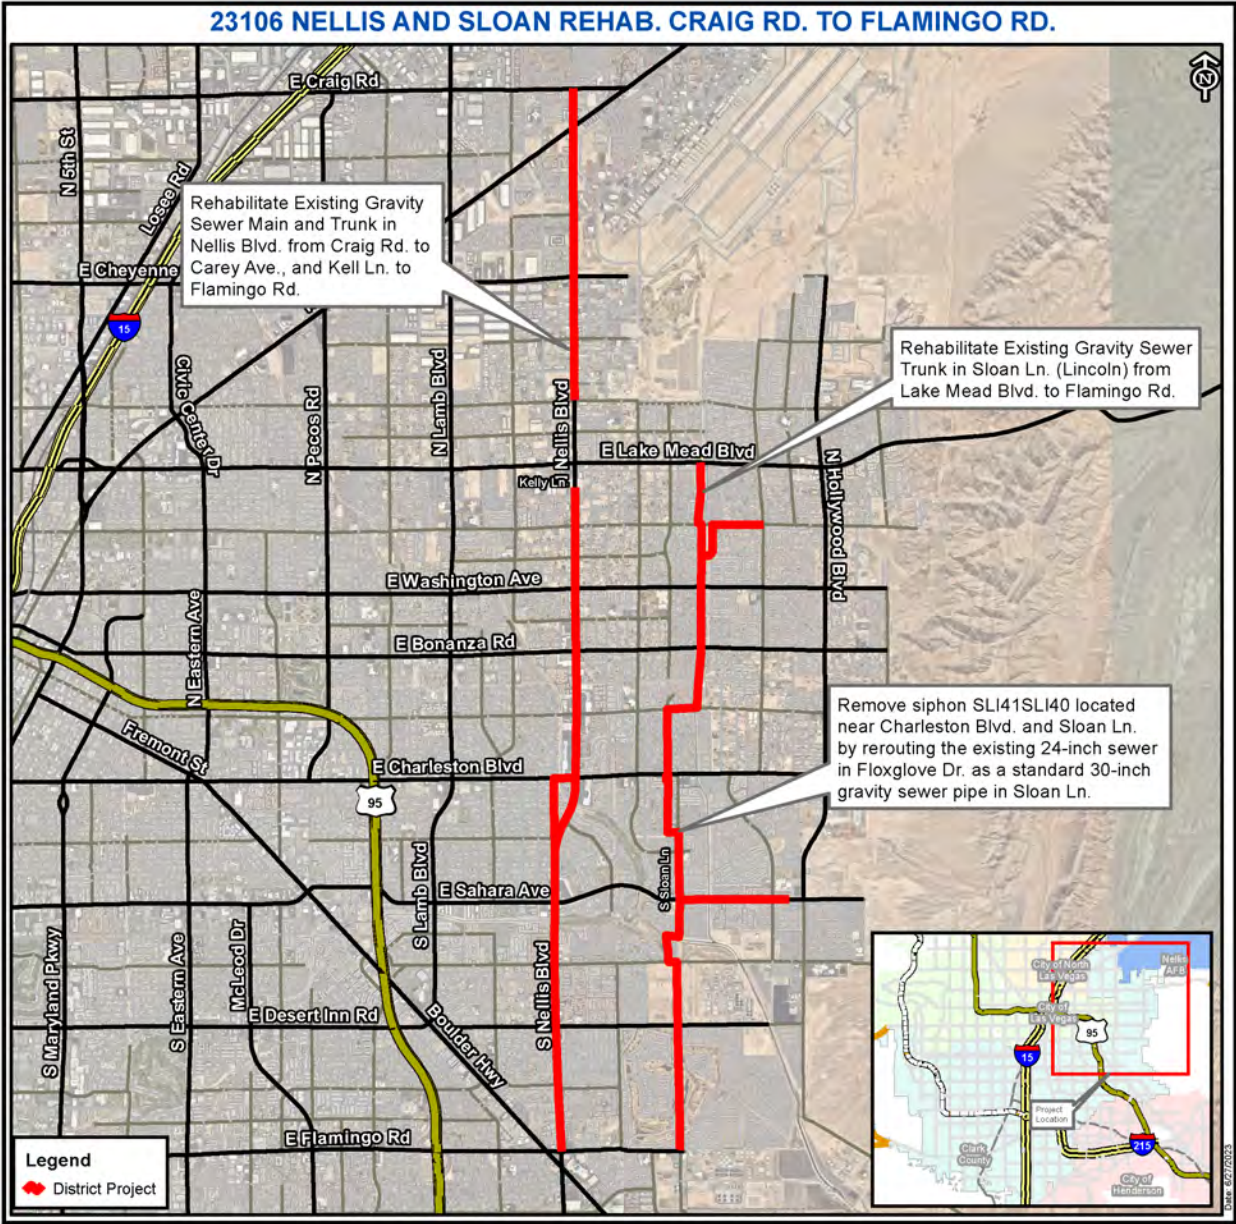 23106 NELLIS AND SLOAN REHAB. CRAIG RD. TO FLAMINGO RD.
N
E Craig Rd
N 5th St
Losee Rd
Rehabilitate Existing Gravity
Sewer Main and Trunk in
Nellis Blvd. from Craig Rd. to
Carey Ave., and Kell Ln. to
Flamingo Rd.
E Cheyenne
15
Rehabilitate Existing Gravity Sewer
Trunk in Sloan Ln. (Lincoln) from
Lake Mead Blvd. to Flamingo Rd.
Civic Center Dr
N Pecos Rd
N Lamb Blvd
N Nellis Blvd
E Lake Mead Blvd
Kelly Ln
N Hollywood Blvd
E Washington Ave
N Eastern Ave
E Bonanza Rd
Remove siphon SLI41SLI40 located
near Charleston Blvd. and Sloan Ln.
by rerouting the existing 24-inch sewer
in Floxglove Dr. as a standard 30-inch
gravity sewer pipe in Sloan Ln.
Fremont St
E Charleston Blvd
95
S Lamb Blvd
S Sloan Ln
E Sahara Ave
S Maryland Pkwy
S Eastern Ave
McLeod Dr
S Nellis Blvd
E Desert Inn Rd
Boulder Hwy
E Flamingo Rd
Legend
District Project
City of North
Las Vegas
Nellis
AFB
City of
Las Vegas
95
15
Project
Location
215
Clark
County
City of
Henderson
Date: 6/27/2023